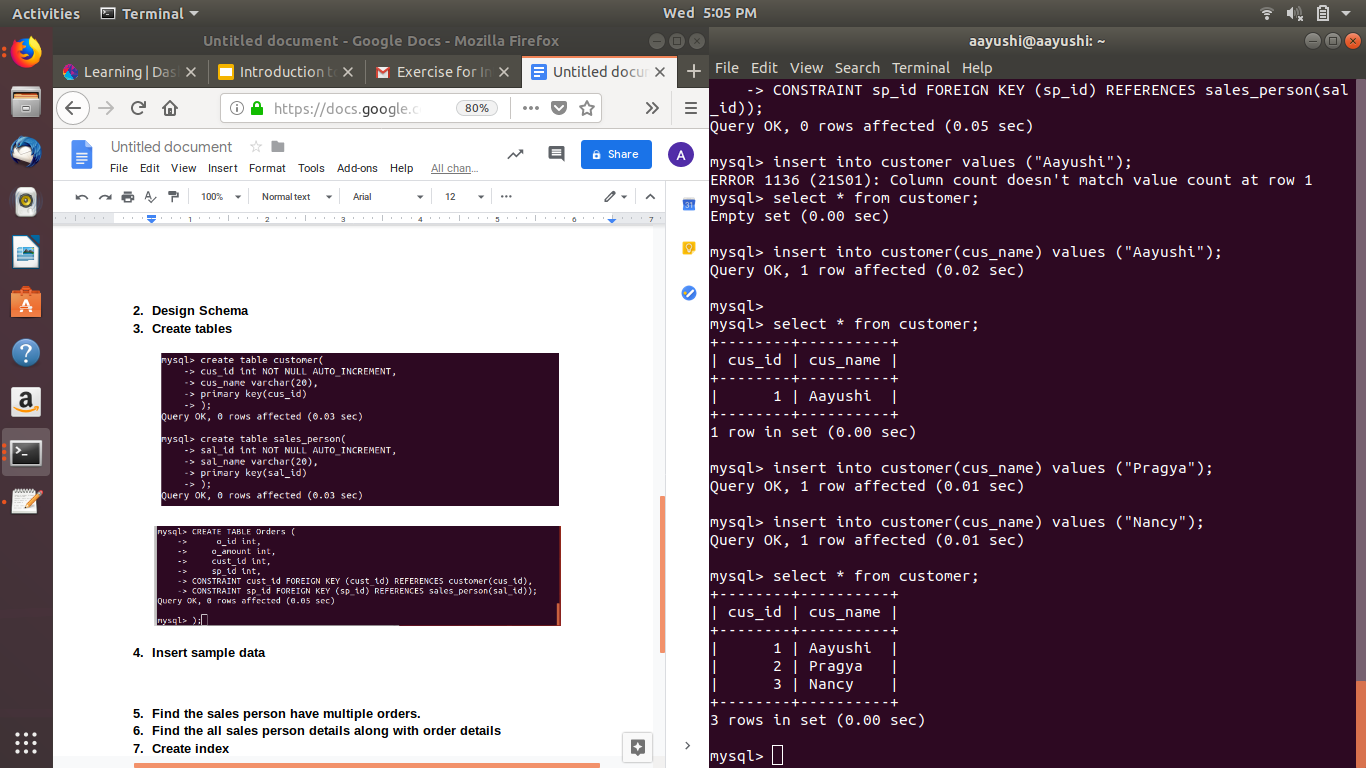 Activities Terminal Wed 5:05 PM
Untitled document - Google Docs - Mozilla Firefox
Learning | Das Introduction to Exercise for In Untitled docu
https://docs.google.c 80%
Untitled document
File Edit View Insert Format Tools Add-ons Help All chan...
Share A
100% Normal text Arial 12
1 1 2 3 4 5 6 7
2. Design Schema
3. Create tables
mysql> create table customer(
-> cus_id int NOT NULL AUTO_INCREMENT,
-> cus_name varchar(20),
-> primary key(cus_id)
-> );
Query OK, 0 rows affected (0.03 sec)
mysql> create table sales_person(
-> sal_id int NOT NULL AUTO_INCREMENT,
-> sal_name varchar(20),
-> primary key(sal_id)
-> );
Query OK, 0 rows affected (0.03 sec)
mysql> CREATE TABLE Orders (
-> o_id int,
-> o_amount int,
-> cust_id int,
-> sp_id int,
-> CONSTRAINT cust_id FOREIGN KEY (cust_id) REFERENCES customer(cus_id),
-> CONSTRAINT sp_id FOREIGN KEY (sp_id) REFERENCES sales_person(sal_id));
Query OK, 0 rows affected (0.05 sec)
mysql> );
4. Insert sample data
5. Find the sales person have multiple orders.
6. Find the all sales person details along with order details
7. Create index
31
aayushi@aayushi: ~
File Edit View Search Terminal Help
-> CONSTRAINT sp_id FOREIGN KEY (sp_id) REFERENCES sales_person(sal
_id));
Query OK, 0 rows affected (0.05 sec)
mysql> insert into customer values ("Aayushi");
ERROR 1136 (21S01): Column count doesn't match value count at row 1
mysql> select * from customer;
Empty set (0.00 sec)
mysql> insert into customer(cus_name) values ("Aayushi");
Query OK, 1 row affected (0.02 sec)
mysql>
mysql> select * from customer;
+--------+----------+
| cus_id | cus_name |
+--------+----------+
| 1 | Aayushi |
+--------+----------+
1 row in set (0.00 sec)
mysql> insert into customer(cus_name) values ("Pragya");
Query OK, 1 row affected (0.01 sec)
mysql> insert into customer(cus_name) values ("Nancy");
Query OK, 1 row affected (0.01 sec)
mysql> select * from customer;
+--------+----------+
| cus_id | cus_name |
+--------+----------+
| 1 | Aayushi |
| 2 | Pragya |
| 3 | Nancy |
+--------+----------+
3 rows in set (0.00 sec)
mysql>